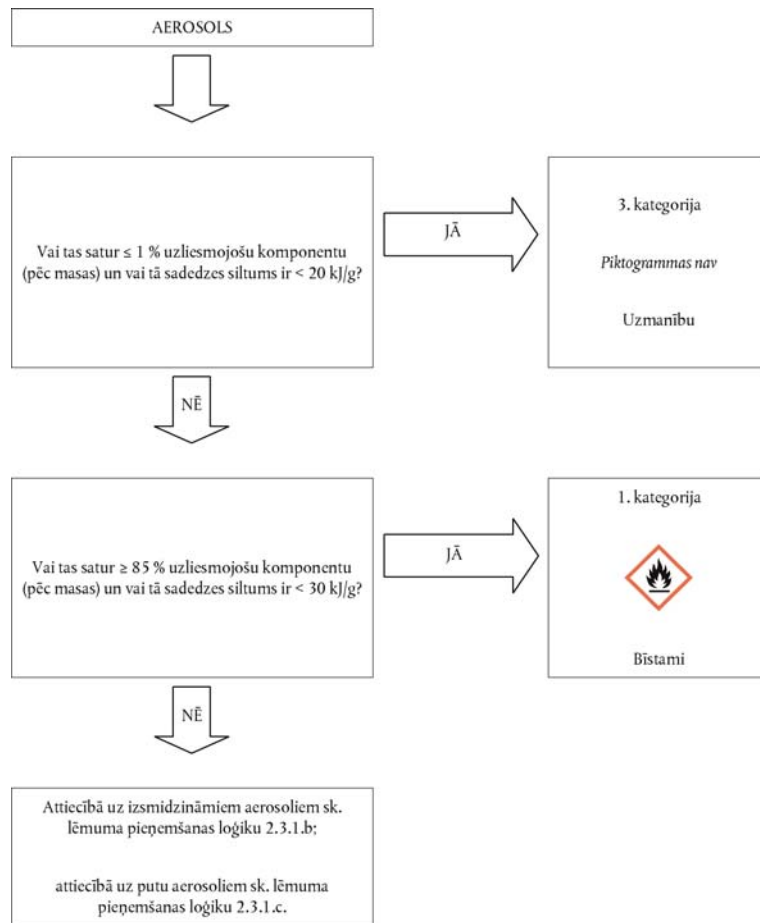 AEROSOLS
Vai tas satur ≤ 1 % uzliesmojošu komponentu
(pēc masas) un vai tā sadedzes siltums ir < 20 kJ/g?
JĀ
3. kategorija
Piktogrammas nav
Uzmanību
NĒ
Vai tas satur ≥ 85 % uzliesmojošu komponentu
(pēc masas) un vai tā sadedzes siltums ir < 30 kJ/g?
JĀ
1. kategorija
Bīstami
NĒ
Attiecībā uz izsmidzināmiem aerosoliem sk.
lēmuma pieņemšanas loģiku 2.3.1.b;
attiecībā uz putu aerosoliem sk. lēmuma
pieņemšanas loģiku 2.3.1.c.